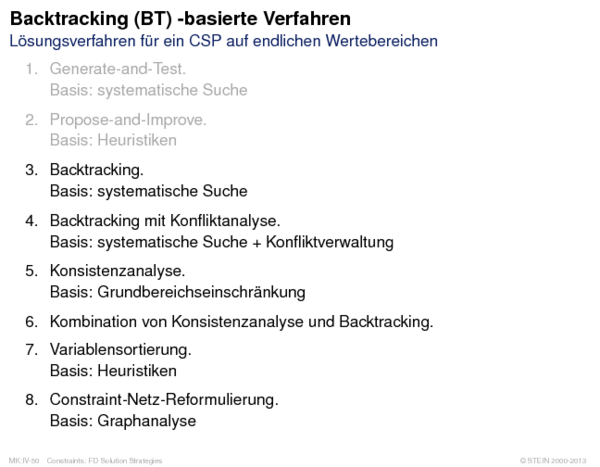 Backtracking (BT) -basierte Verfahren
Lösungsverfahren für ein CSP auf endlichen Wertebereichen
1. Generate-and-Test.
Basis: systematische Suche
2. Propose-and-Improve.
Basis: Heuristiken
3. Backtracking.
Basis: systematische Suche
4. Backtracking mit Konfliktanalyse.
Basis: systematische Suche + Konfliktverwaltung
5. Konsistenzanalyse.
Basis: Grundbereichseinschränkung
6. Kombination von Konsistenzanalyse und Backtracking.
7. Variablensortierung.
Basis: Heuristiken
8. Constraint-Netz-Reformulierung.
Basis: Graphanalyse
MK:IV-50 Constraints: FD Solution Strategies © STEIN 2000-2013